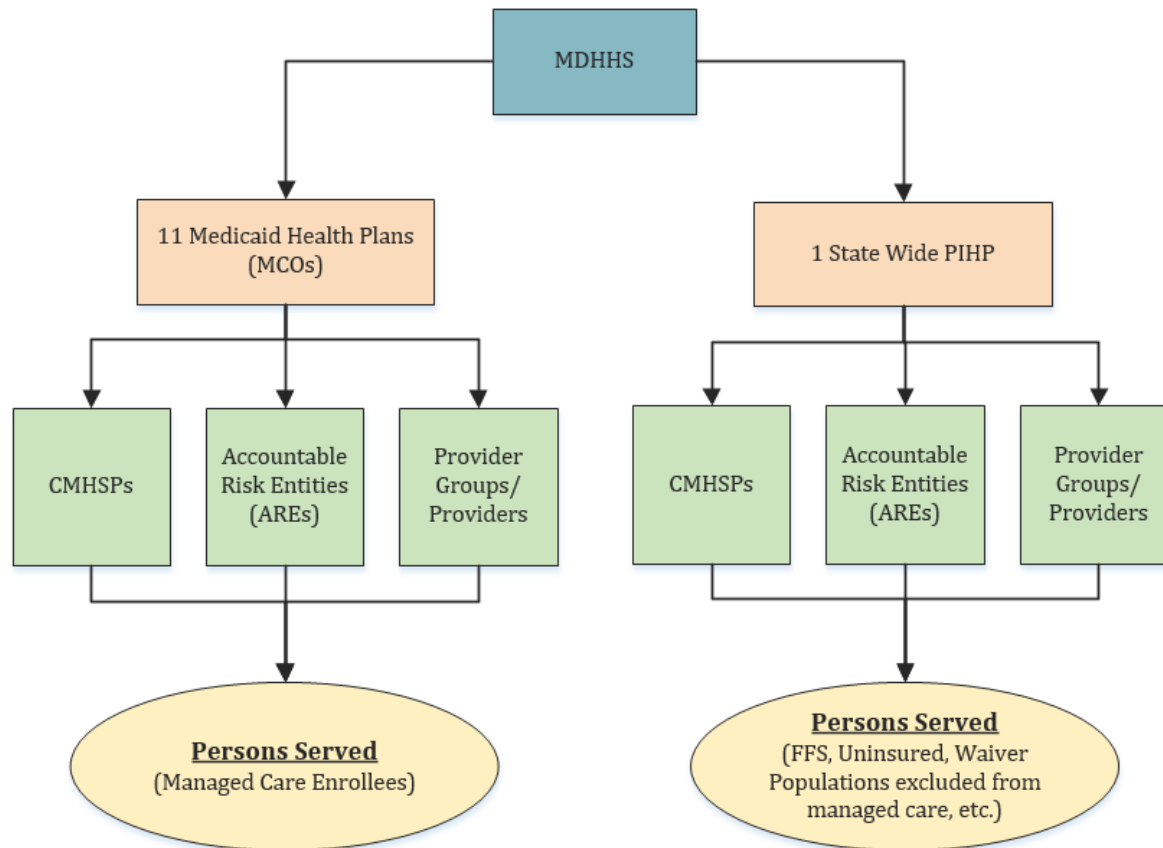 MDHHS
11 Medicaid Health Plans
(MCOs)
1 State Wide PIHP
CMHSPs
Accountable
Risk Entities
(AREs)
Provider
Groups/
Providers
CMHSPs
Accountable
Risk Entities
(AREs)
Provider
Groups/
Providers
Persons Served
(Managed Care Enrollees)
Persons Served
(FFS, Uninsured, Waiver
Populations excluded from
managed care, etc.)